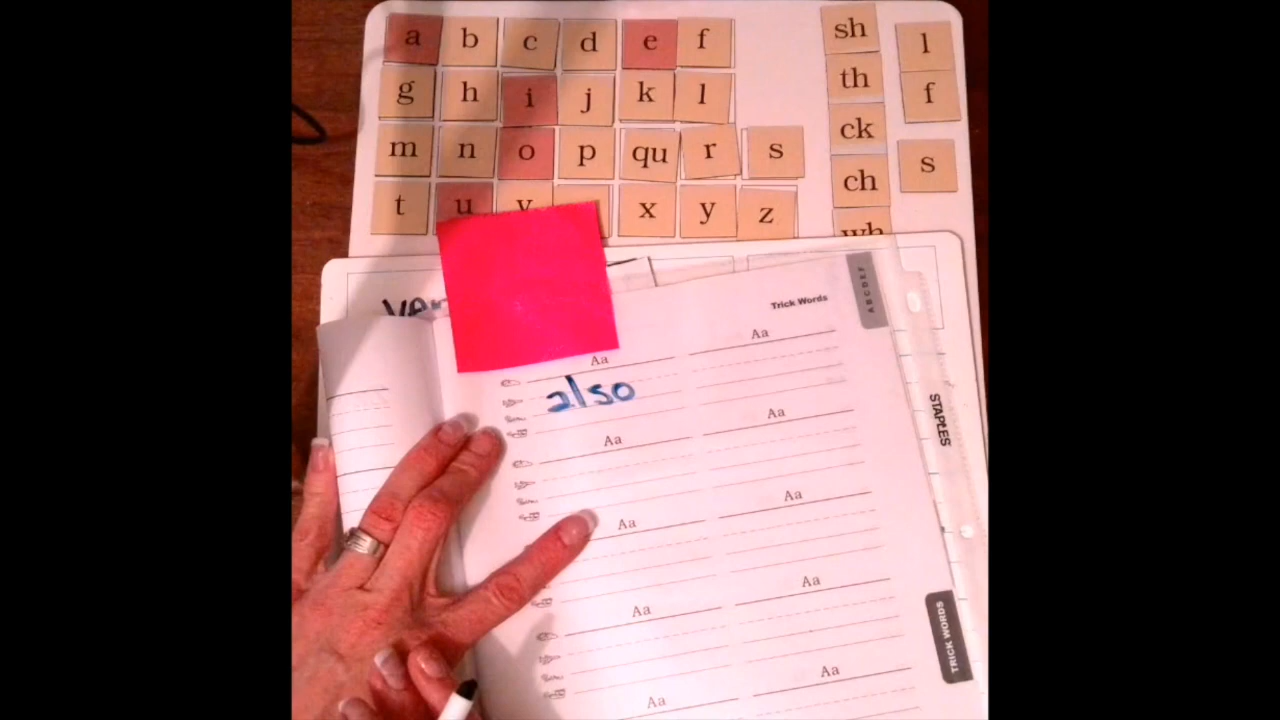 a b c d e f
g h i j k l
m n o p qu r s
t u v x y z
sh
th
ck
ch
wh
l
f
s
Trick Words
A B C D E F
Aa Aa
also
Aa Aa
Aa Aa
Aa Aa
Aa Aa
STAPLES
TRICK WORDS